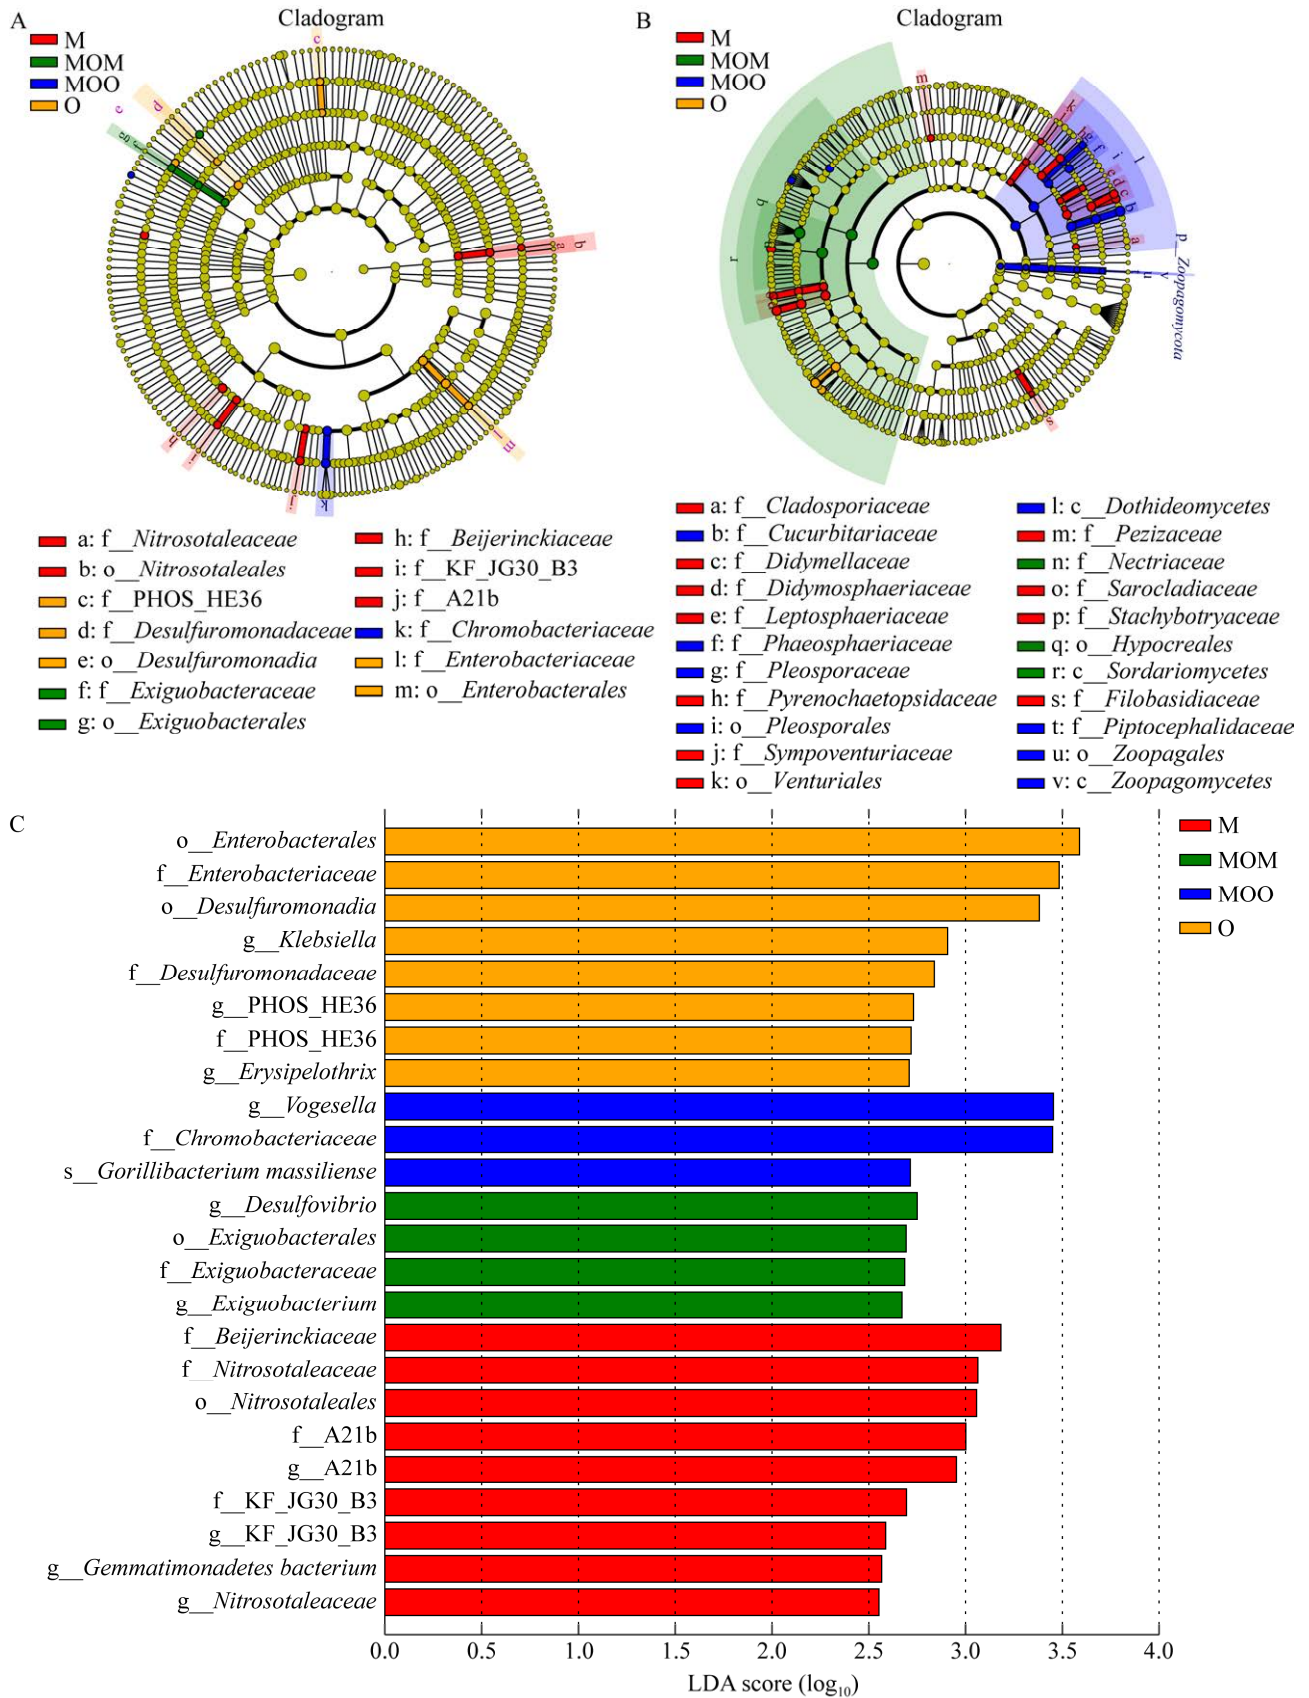 A
Cladogram
M
MOM
MOO
O
c
d
e
g
f
a
b
h
i
j
k
l
m
a: f__Nitrosotaleaceae
b: o__Nitrosotaleales
c: f__PHOS_HE36
d: f__Desulfuromonadaceae
e: o__Desulfuromonadia
f: f__Exiguobacteraceae
g: o__Exiguobacterales
h: f__Beijerinckiaceae
i: f__KF_JG30_B3
j: f__A21b
k: f__Chromobacteriaceae
l: f__Enterobacteriaceae
m: o__Enterobacterales
B
Cladogram
M
MOM
MOO
O
m
k
h
g
f
i
l
e
d
c
b
a
p__Zoopagomycota
u
v
q
n
r
s
a: f__Cladosporiaceae
b: f__Cucurbitariaceae
c: f__Didymellaceae
d: f__Didymosphaeriaceae
e: f__Leptosphaeriaceae
f: f__Phaeosphaeriaceae
g: f__Pleosporaceae
h: f__Pyrenochaetopsidaceae
i: o__Pleosporales
j: f__Sympoventuriaceae
k: o__Venturiales
l: c__Dothideomycetes
m: f__Pezizaceae
n: f__Nectriaceae
o: f__Sarocladiaceae
p: f__Stachybotryaceae
q: o__Hypocreales
r: c__Sordariomycetes
s: f__Filobasidiaceae
t: f__Piptocephalidaceae
u: o__Zoopagales
v: c__Zoopagomycetes
C
M
MOM
MOO
O
o__Enterobacterales
f__Enterobacteriaceae
o__Desulfuromonadia
g__Klebsiella
f__Desulfuromonadaceae
g__PHOS_HE36
f__PHOS_HE36
g__Erysipelothrix
g__Vogesella
f__Chromobacteriaceae
s__Gorillibacterium massiliense
g__Desulfovibrio
o__Exiguobacterales
f__Exiguobacteraceae
g__Exiguobacterium
f__Beijerinckiaceae
f__Nitrosotaleaceae
o__Nitrosotaleales
f__A21b
g__A21b
f__KF_JG30_B3
g__KF_JG30_B3
g__Gemmatimonadetes bacterium
g__Nitrosotaleaceae
0.0 0.5 1.0 1.5 2.0 2.5 3.0 3.5 4.0
LDA score (log₁₀)